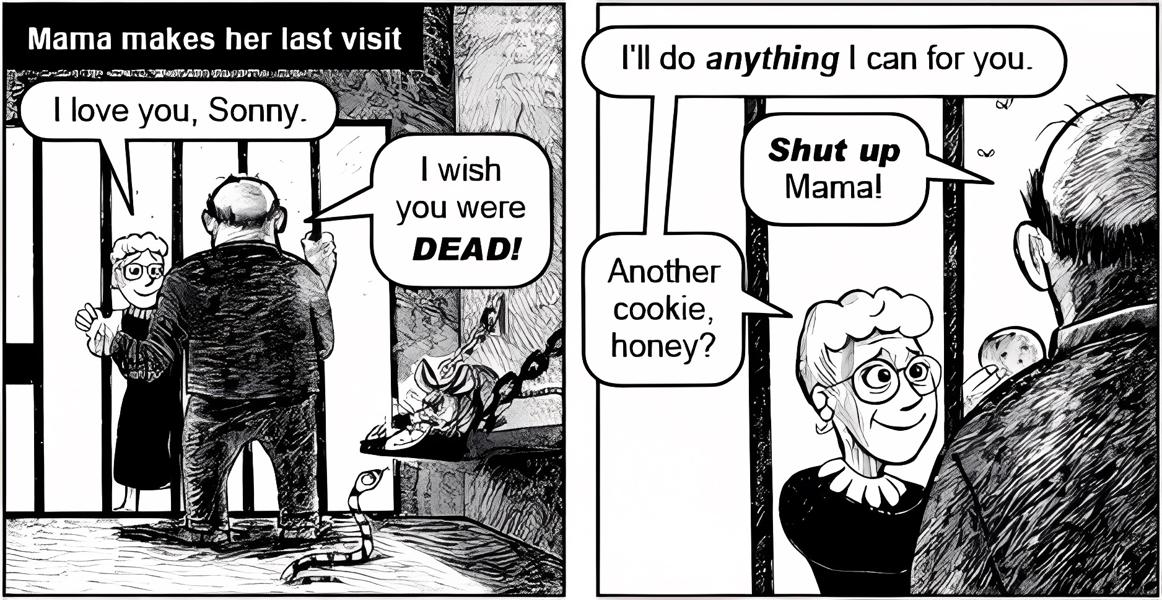 Mama makes her last visit
I love you, Sonny.
I wish
you were
DEAD!
I'll do anything I can for you.
Shut up
Mama!
Another
cookie,
honey?